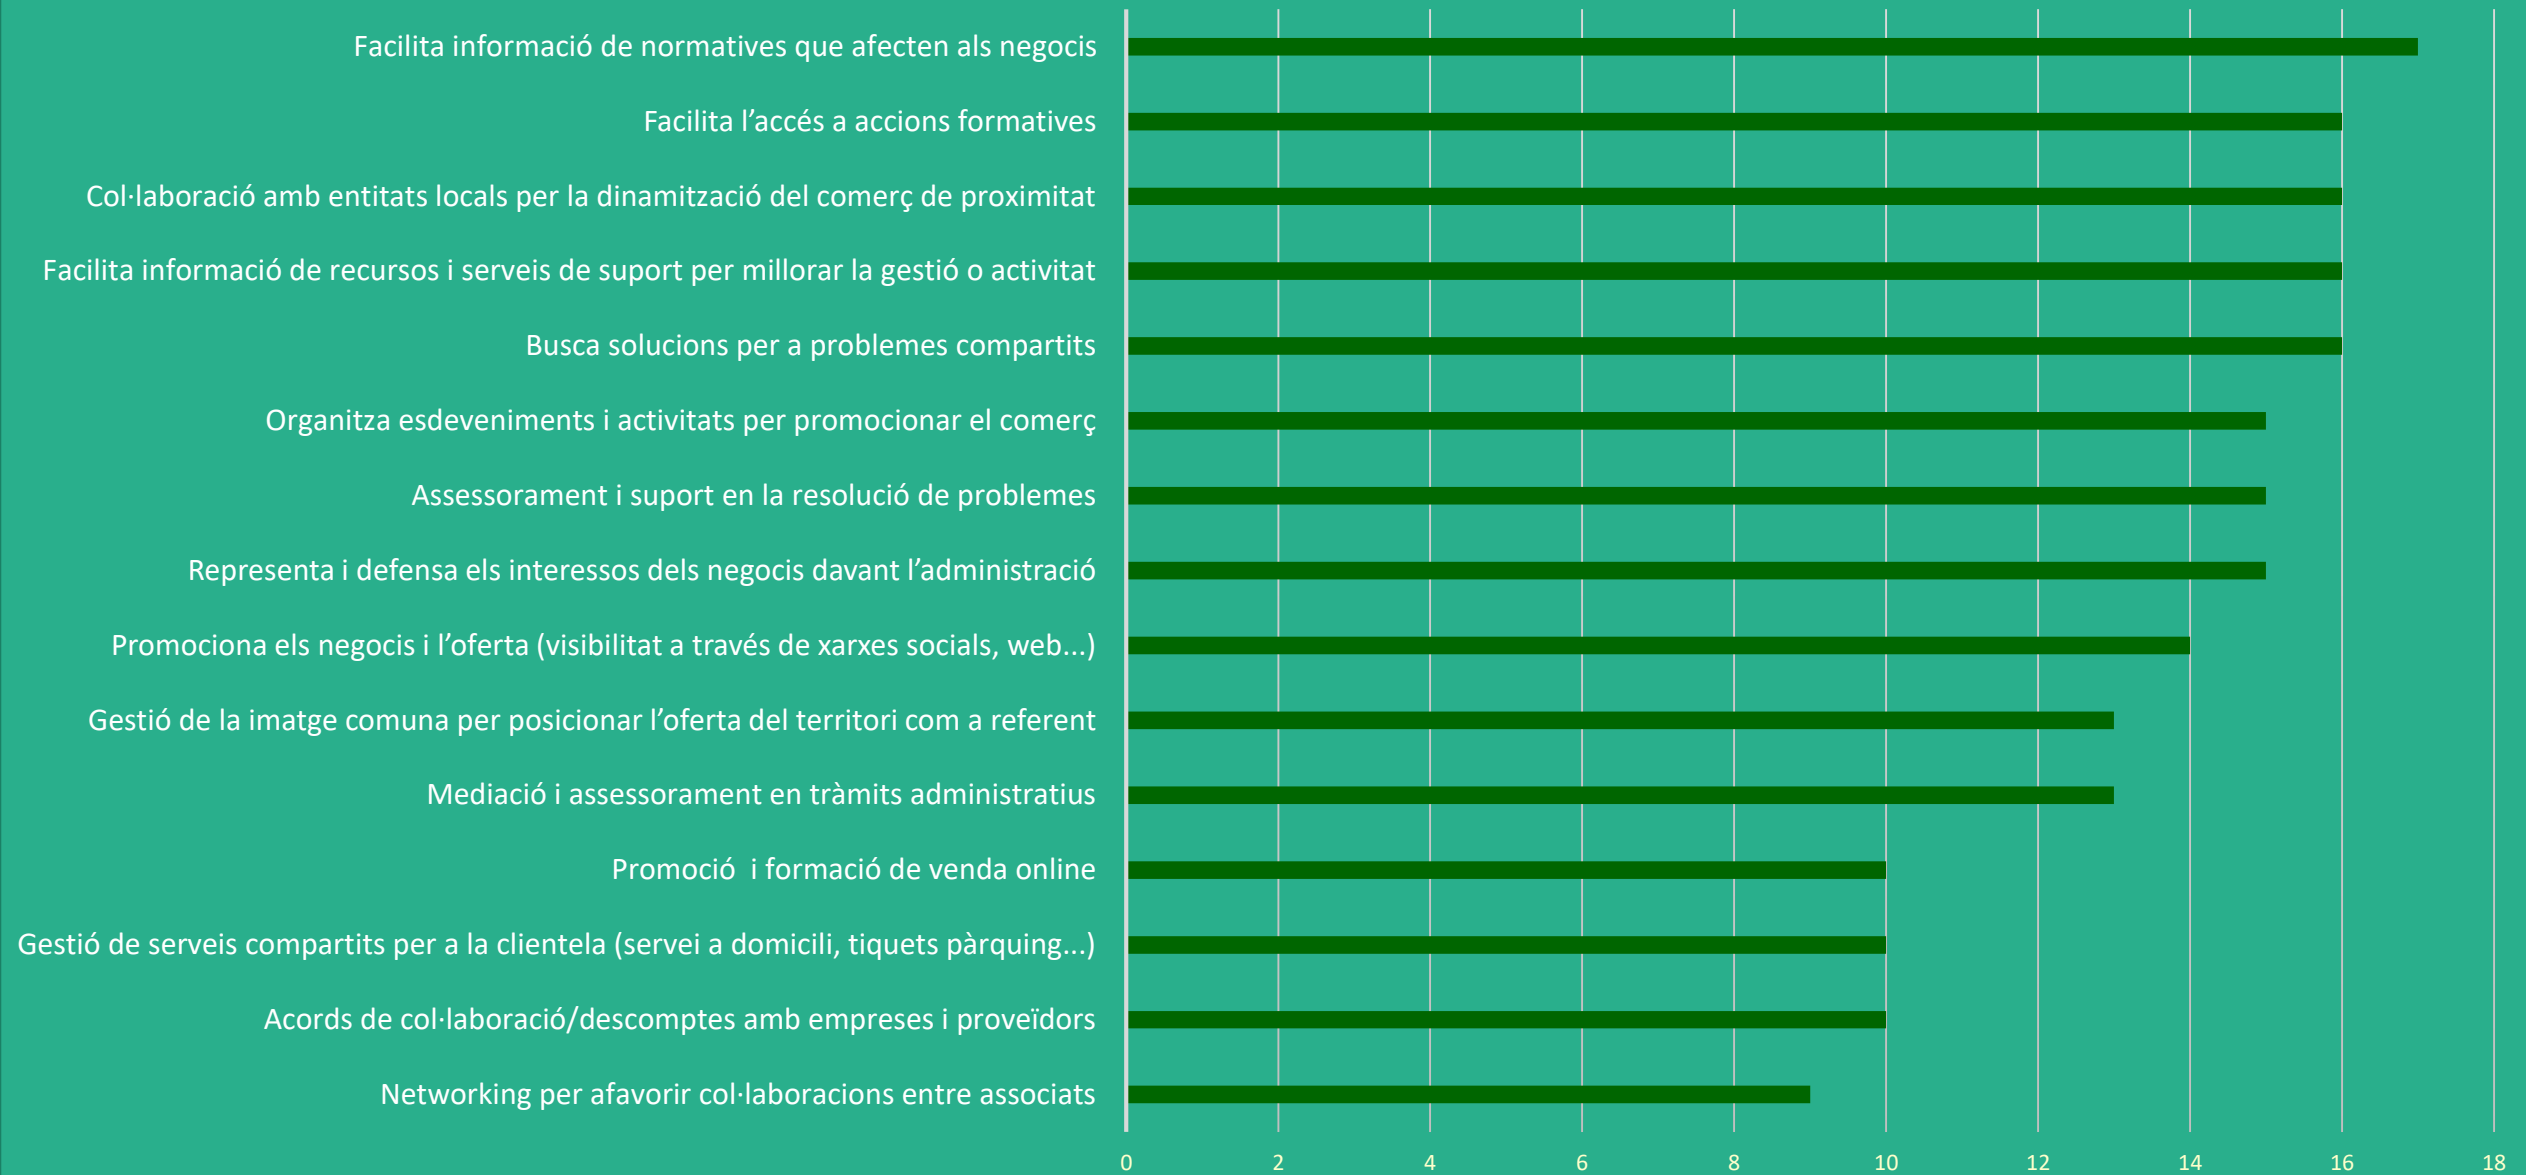 Facilita informació de normatives que afecten als negocis
Facilita l’accés a accions formatives
Col·laboració amb entitats locals per la dinamització del comerç de proximitat
Facilita informació de recursos i serveis de suport per millorar la gestió o activitat
Busca solucions per a problemes compartits
Organitza esdeveniments i activitats per promocionar el comerç
Assessorament i suport en la resolució de problemes
Representa i defensa els interessos dels negocis davant l’administració
Promociona els negocis i l’oferta (visibilitat a través de xarxes socials, web...)
Gestió de la imatge comuna per posicionar l’oferta del territori com a referent
Mediació i assessorament en tràmits administratius
Promoció  i formació de venda online
Gestió de serveis compartits per a la clientela (servei a domicili, tiquets pàrquing...)
Acords de col·laboració/descomptes amb empreses i proveïdors
Networking per afavorir col·laboracions entre associats
0 2 4 6 8 10 12 14 16 18